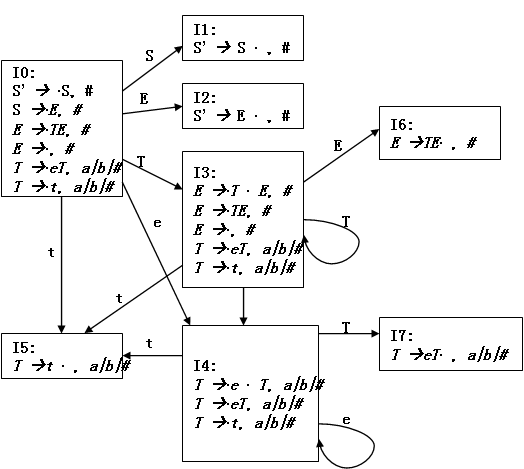 I1:
S' → S ·, #
I0:
S' → ·S, #
S → ·E, #
E → ·TE, #
E → ·, #
T → ·eT, a/b/#
T → ·t, a/b/#
S
E
I2:
S' → E ·, #
T
e
t
I3:
E → T · E, #
E → ·TE, #
E → ·, #
T → ·eT, a/b/#
T → ·t, a/b/#
E
T
I6:
E → TE ·, #
t
I5:
T → t ·, a/b/#
t
I4:
T → e · T, a/b/#
T → ·eT, a/b/#
T → ·t, a/b/#
T
e
I7:
T → eT ·, a/b/#